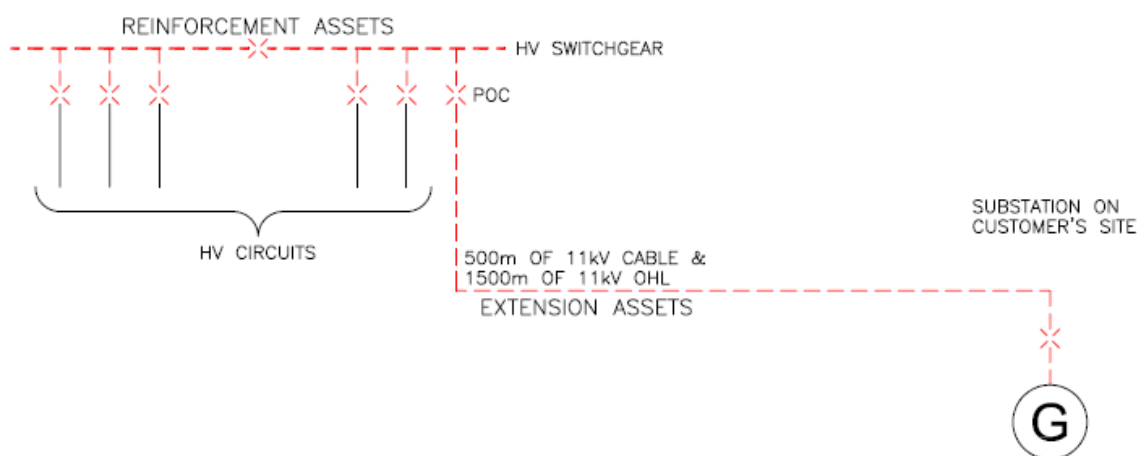 REINFORCEMENT ASSETS
HV SWITCHGEAR
POC
HV CIRCUITS
SUBSTATION ON
CUSTOMER'S SITE
500m OF 11kV CABLE &
1500m OF 11kV OHL
EXTENSION ASSETS
G